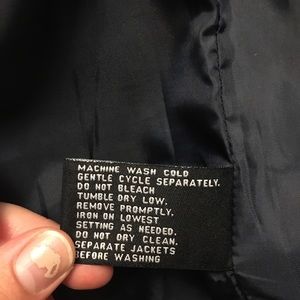 MACHINE WASH COLD
GENTLE CYCLE SEPARATELY.
DO NOT BLEACH
TUMBLE DRY LOW.
REMOVE PROMPTLY.
IRON ON LOWEST
SETTING AS NEEDED.
DO NOT DRY CLEAN.
SEPARATE JACKETS
BEFORE WASHING